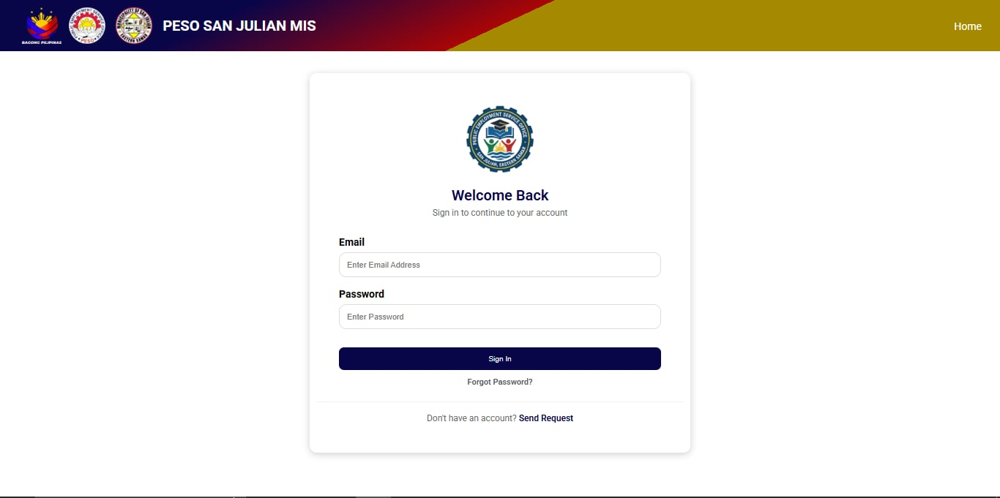 BAGONG PILIPINAS
PESO
PESO SAN JULIAN MIS
Home
PUBLIC EMPLOYMENT SERVICE OFFICE
SAN JULIAN, EASTERN SAMAR
Welcome Back
Sign in to continue to your account
Email
Enter Email Address
Password
Enter Password
Sign In
Forgot Password?
Don't have an account? Send Request